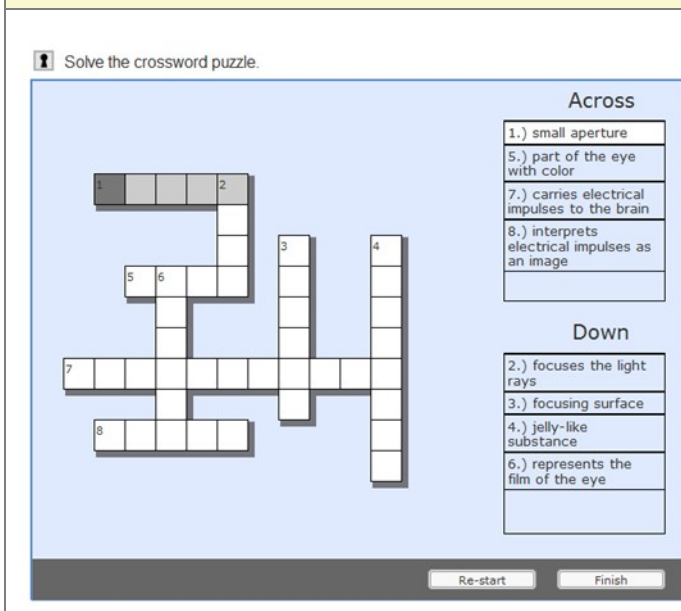 Solve the crossword puzzle.
Across
1.) small aperture
5.) part of the eye
with color
7.) carries electrical
impulses to the brain
8.) interprets
electrical impulses as
an image
1
2
3
4
5
6
7
8
Down
2.) focuses the light
rays
3.) focusing surface
4.) jelly-like
substance
6.) represents the
film of the eye
Re-start
Finish